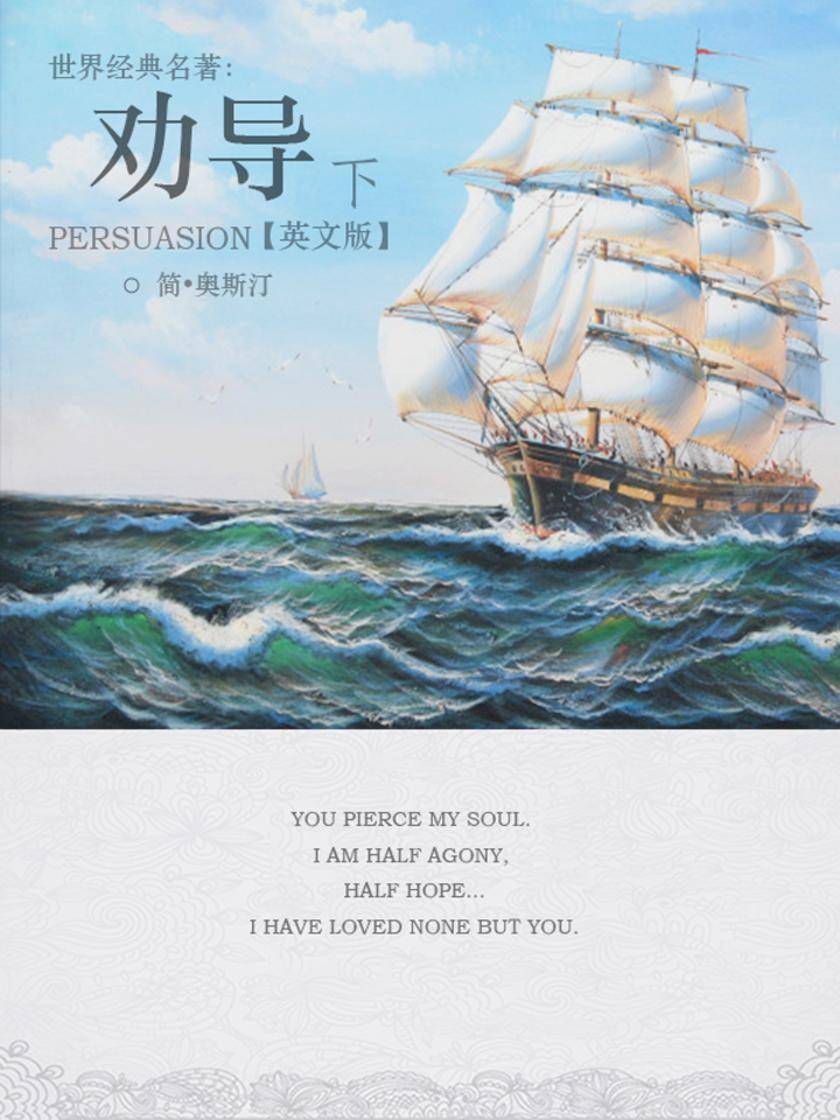 世界经典名著：
劝导 下
PERSUASION【英文版】
○ 简•奥斯汀
YOU PIERCE MY SOUL.
I AM HALF AGONY,
HALF HOPE...
I HAVE LOVED NONE BUT YOU.